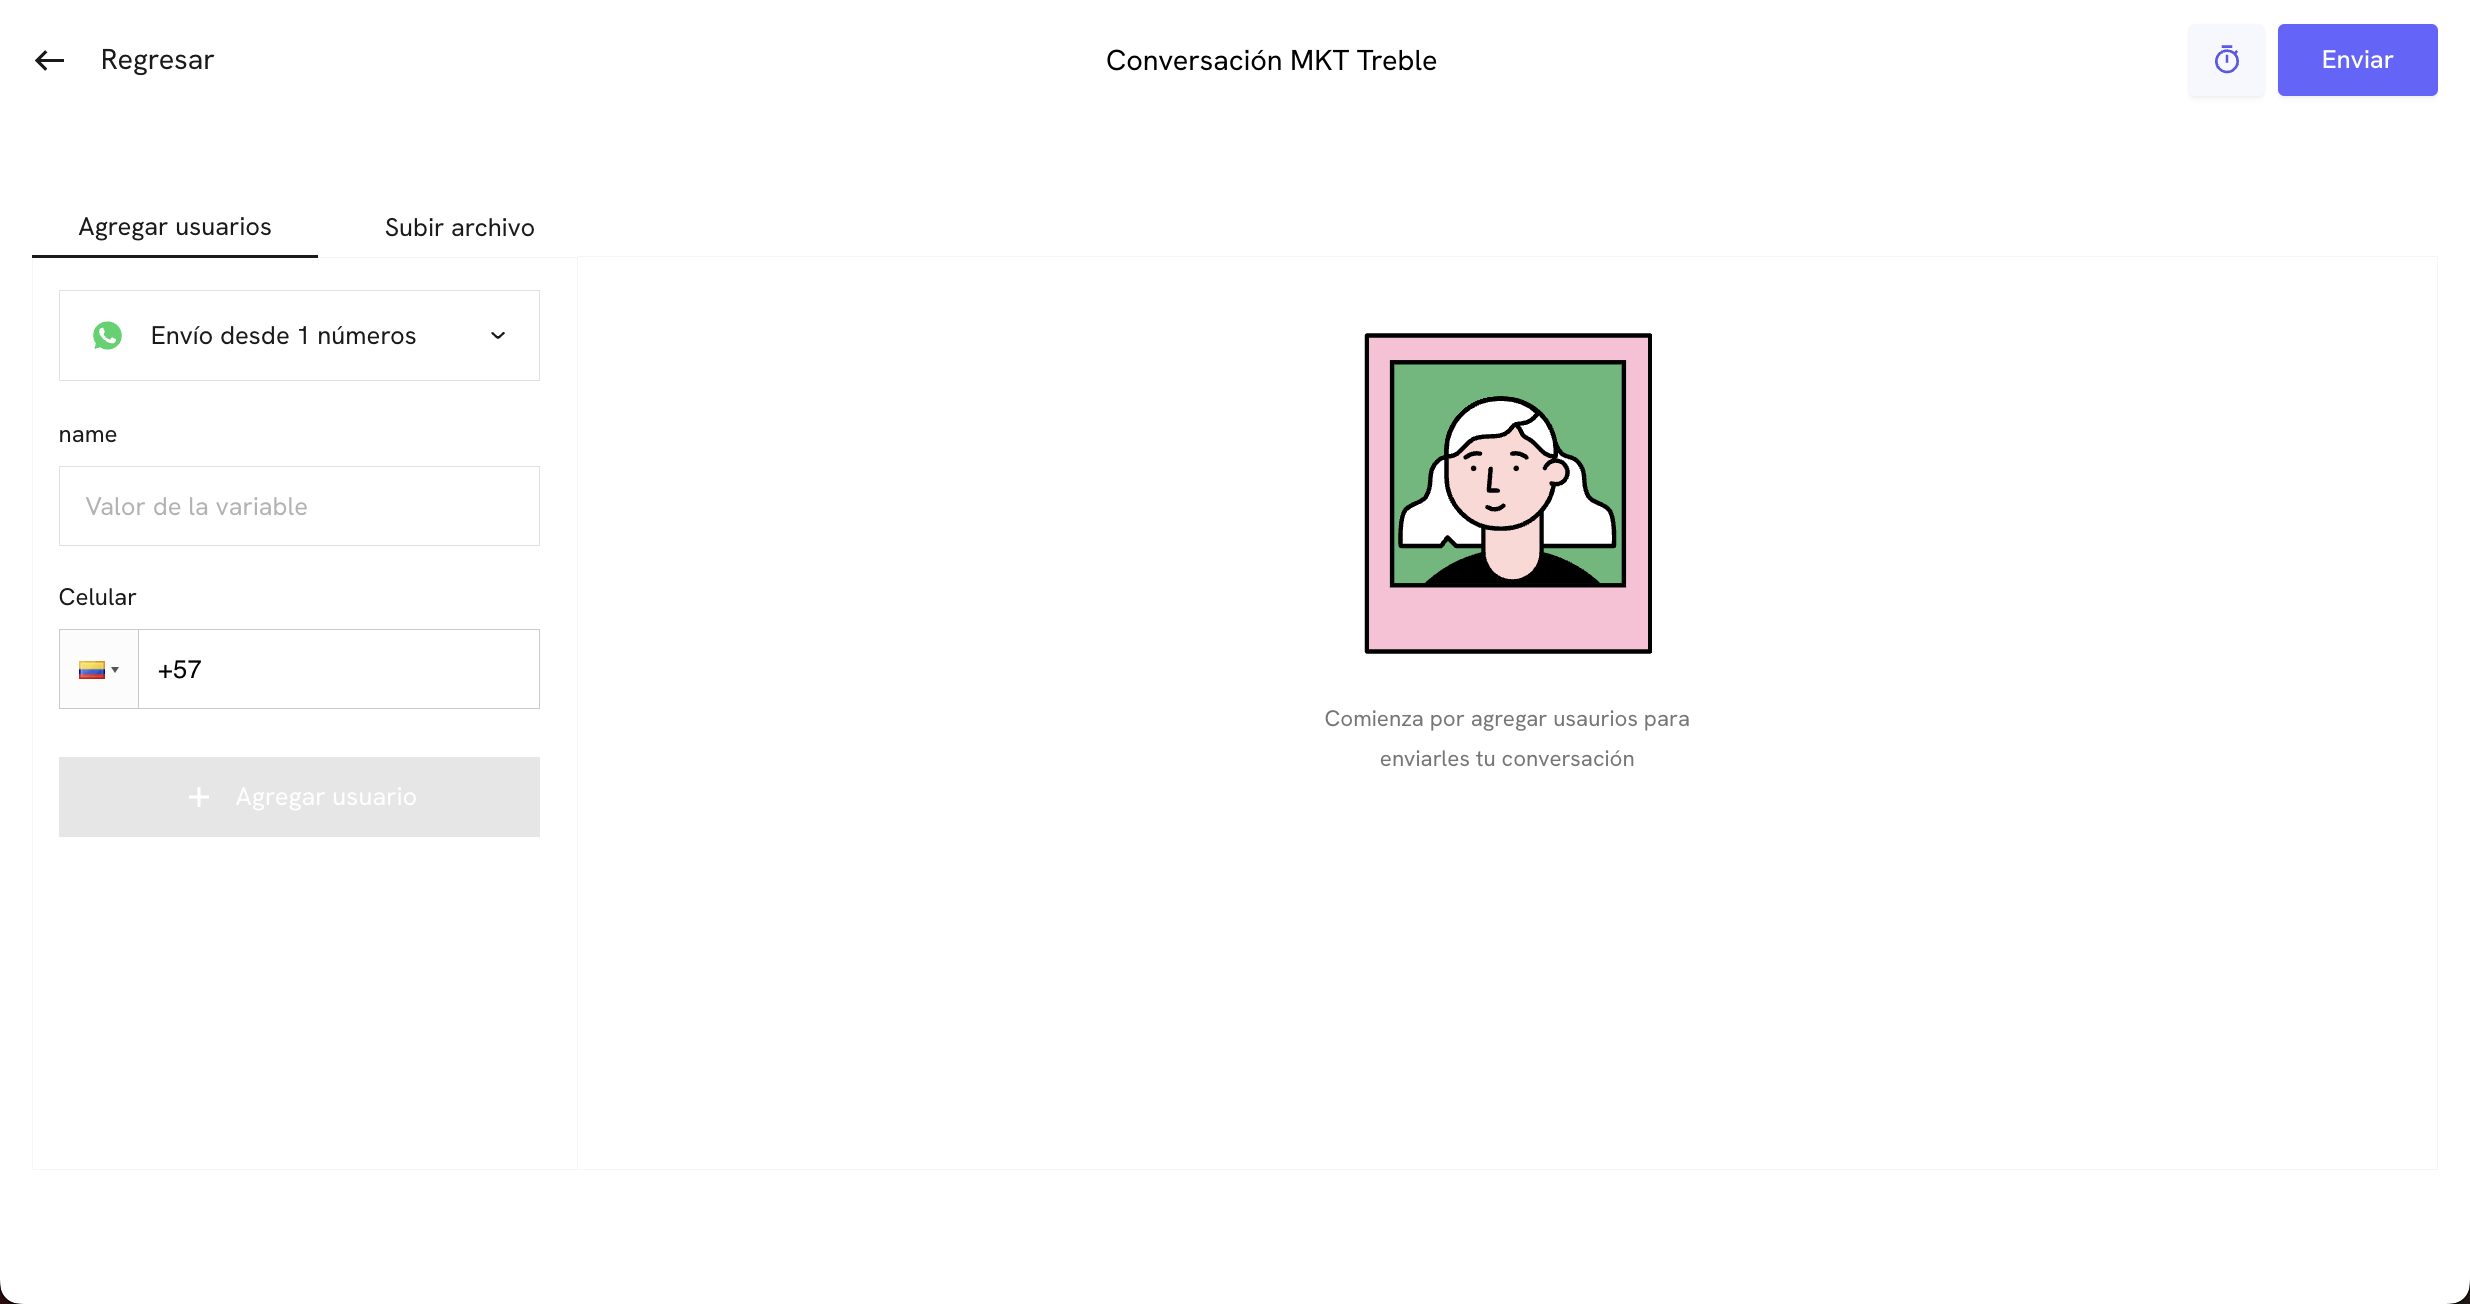 Regresar
Conversación MKT Treble
Enviar
Agregar usuarios
Subir archivo
Envío desde 1 números
name
Valor de la variable
Celular
+57
Agregar usuario
Comienza por agregar usaurios para
enviarles tu conversación